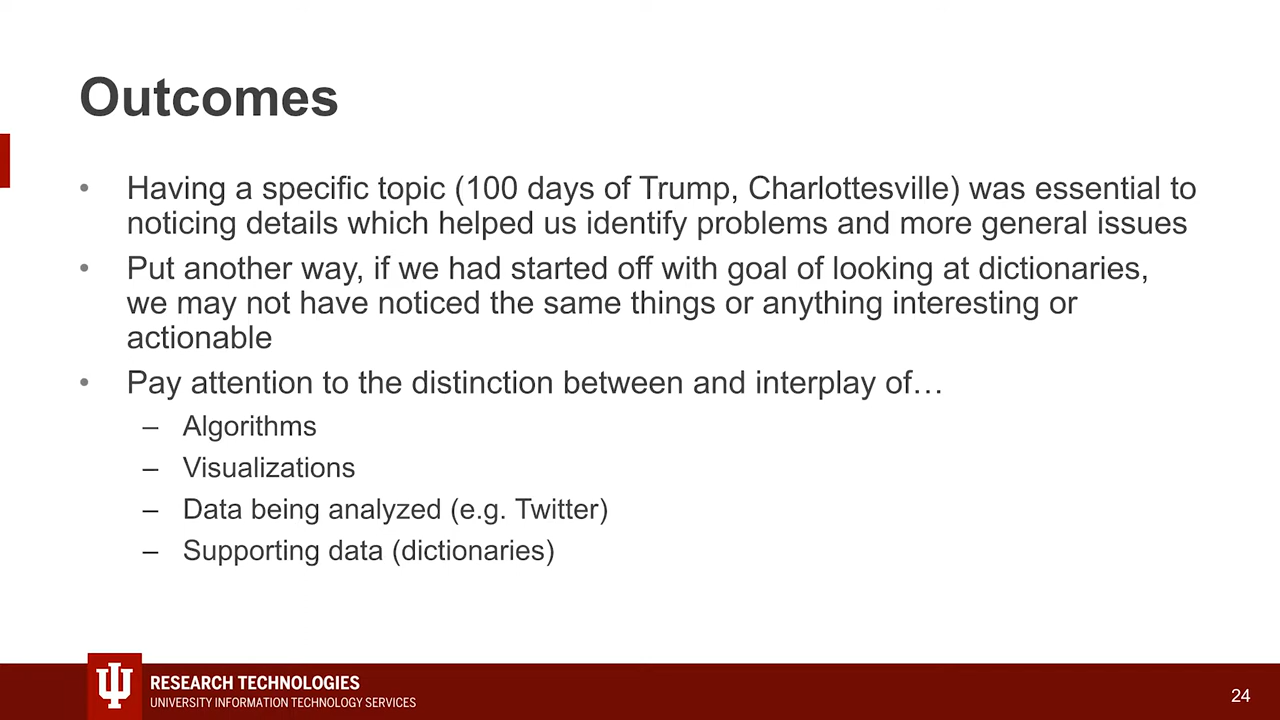 Outcomes
• Having a specific topic (100 days of Trump, Charlottesville) was essential to
noticing details which helped us identify problems and more general issues
• Put another way, if we had started off with goal of looking at dictionaries,
we may not have noticed the same things or anything interesting or
actionable
• Pay attention to the distinction between and interplay of…
– Algorithms
– Visualizations
– Data being analyzed (e.g. Twitter)
– Supporting data (dictionaries)
RESEARCH TECHNOLOGIES
UNIVERSITY INFORMATION TECHNOLOGY SERVICES
24